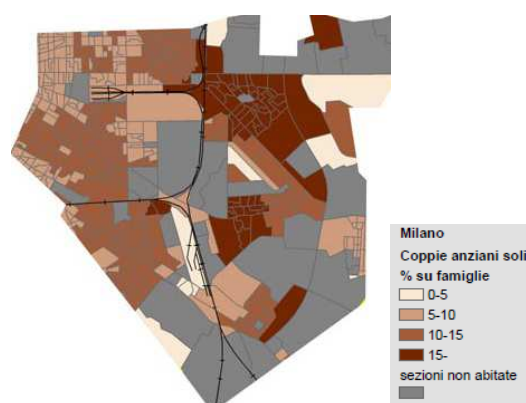 Milano
Coppie anziani soli
% su famiglie
0-5
5-10
10-15
15-
sezioni non abitate